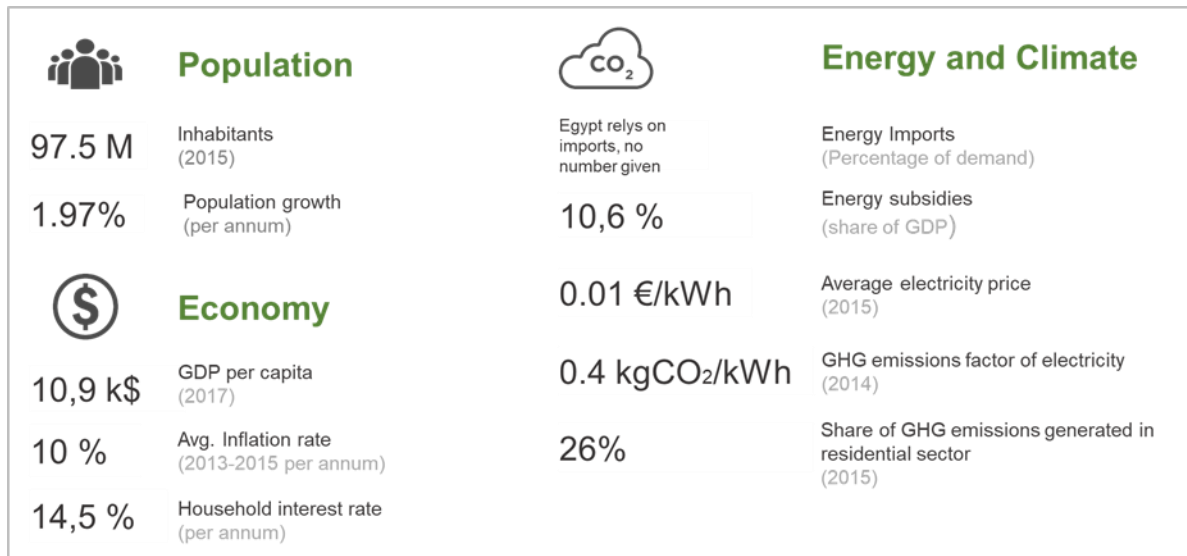 Population
97.5 M
Inhabitants
(2015)
1.97%
Population growth
(per annum)
Economy
10,9 k$
GDP per capita
(2017)
10 %
Avg. Inflation rate
(2013-2015 per annum)
14,5 %
Household interest rate
(per annum)
CO₂
Energy and Climate
Egypt relys on
imports, no
number given
Energy Imports
(Percentage of demand)
10,6 %
Energy subsidies
(share of GDP)
0.01 €/kWh
Average electricity price
(2015)
0.4 kgCO₂/kWh
GHG emissions factor of electricity
(2014)
26%
Share of GHG emissions generated in
residential sector
(2015)